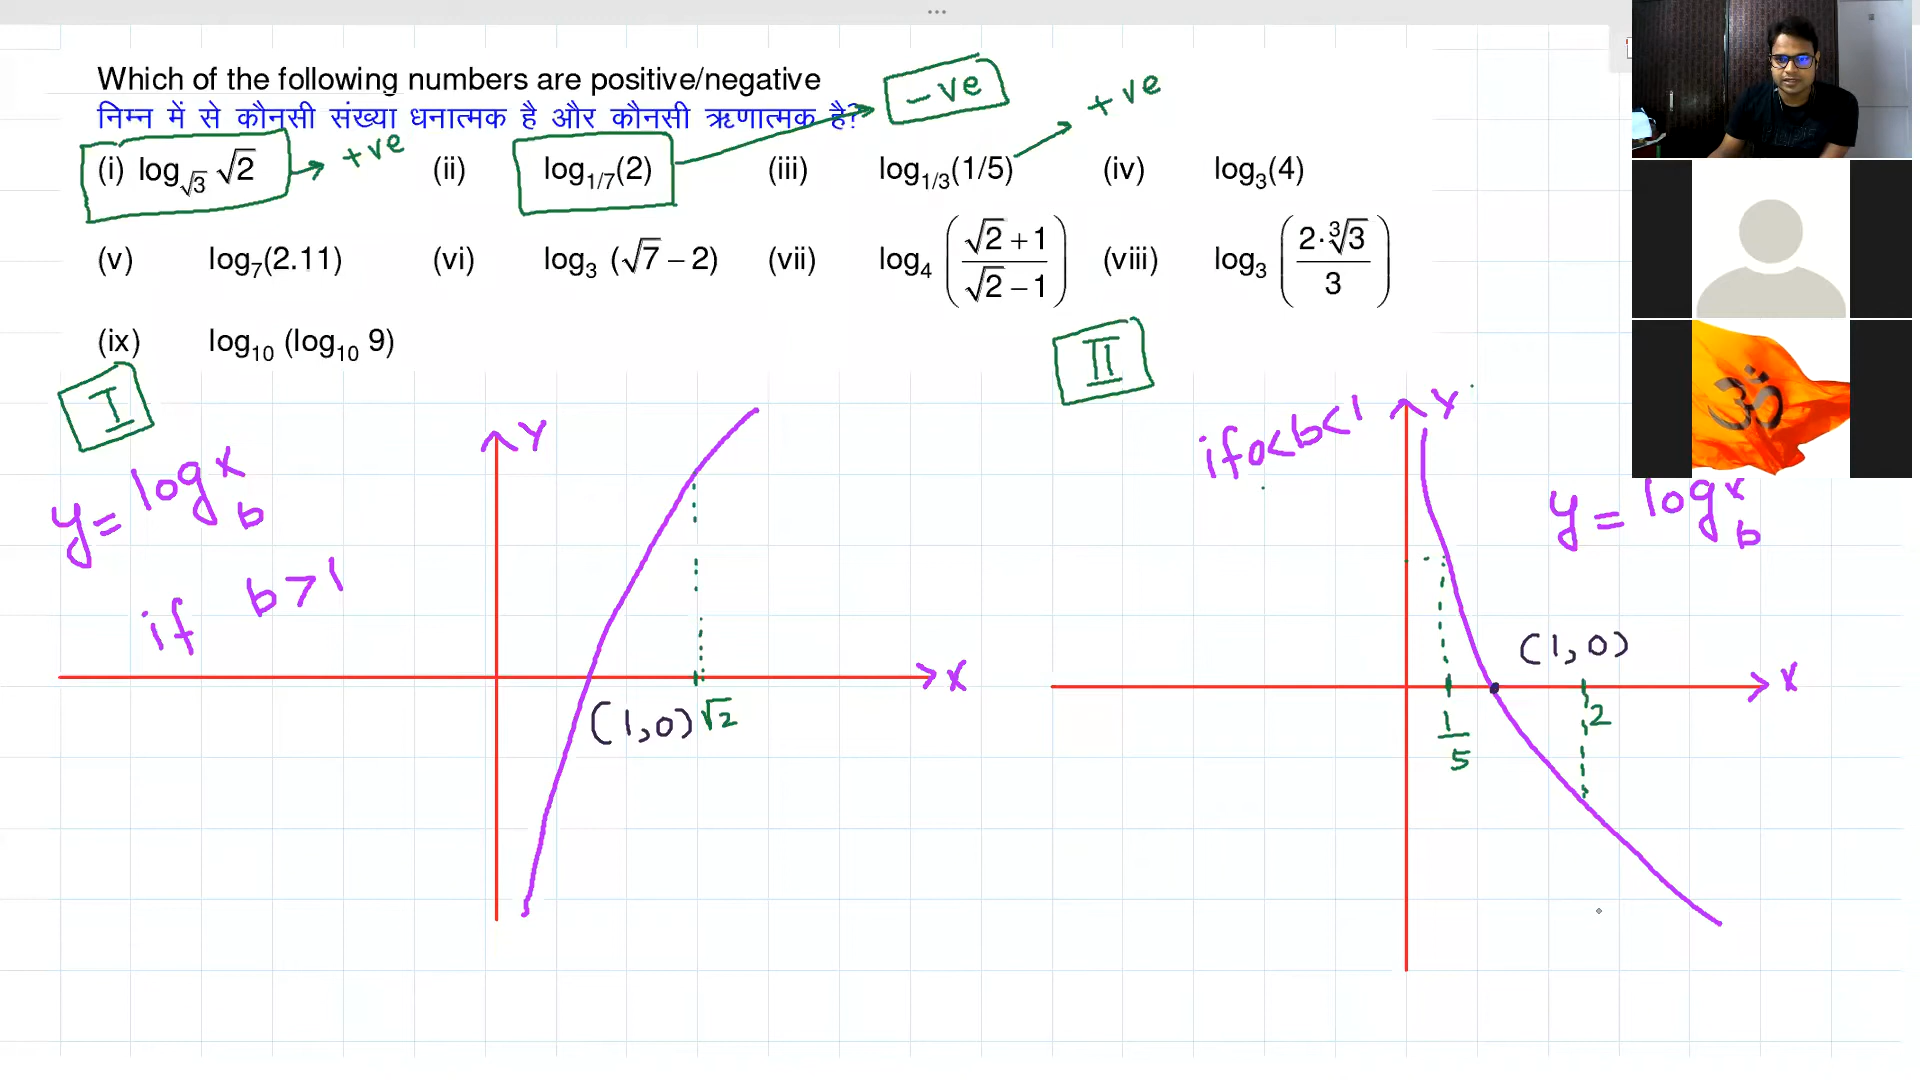 Which of the following numbers are positive/negative
निम्न में से कौनसी संख्या धनात्मक है और कौनसी ऋणात्मक है?
-ve
+ve
+ve
(i) log√3 √2 (ii) log1/7(2) (iii) log1/3(1/5) (iv) log3(4)
(v) log7(2.11) (vi) log3 (√7 – 2) (vii) log4 ((√2 + 1)/(√2 – 1)) (viii) log3 ((2·∛3)/3)
(ix) log10 (log10 9)
I
y = log x b
if b > 1
Y
X
(1,0)
√2
II
if 0<b<1
Y
y = log x b
(1,0)
X
1/5
2
ॐ